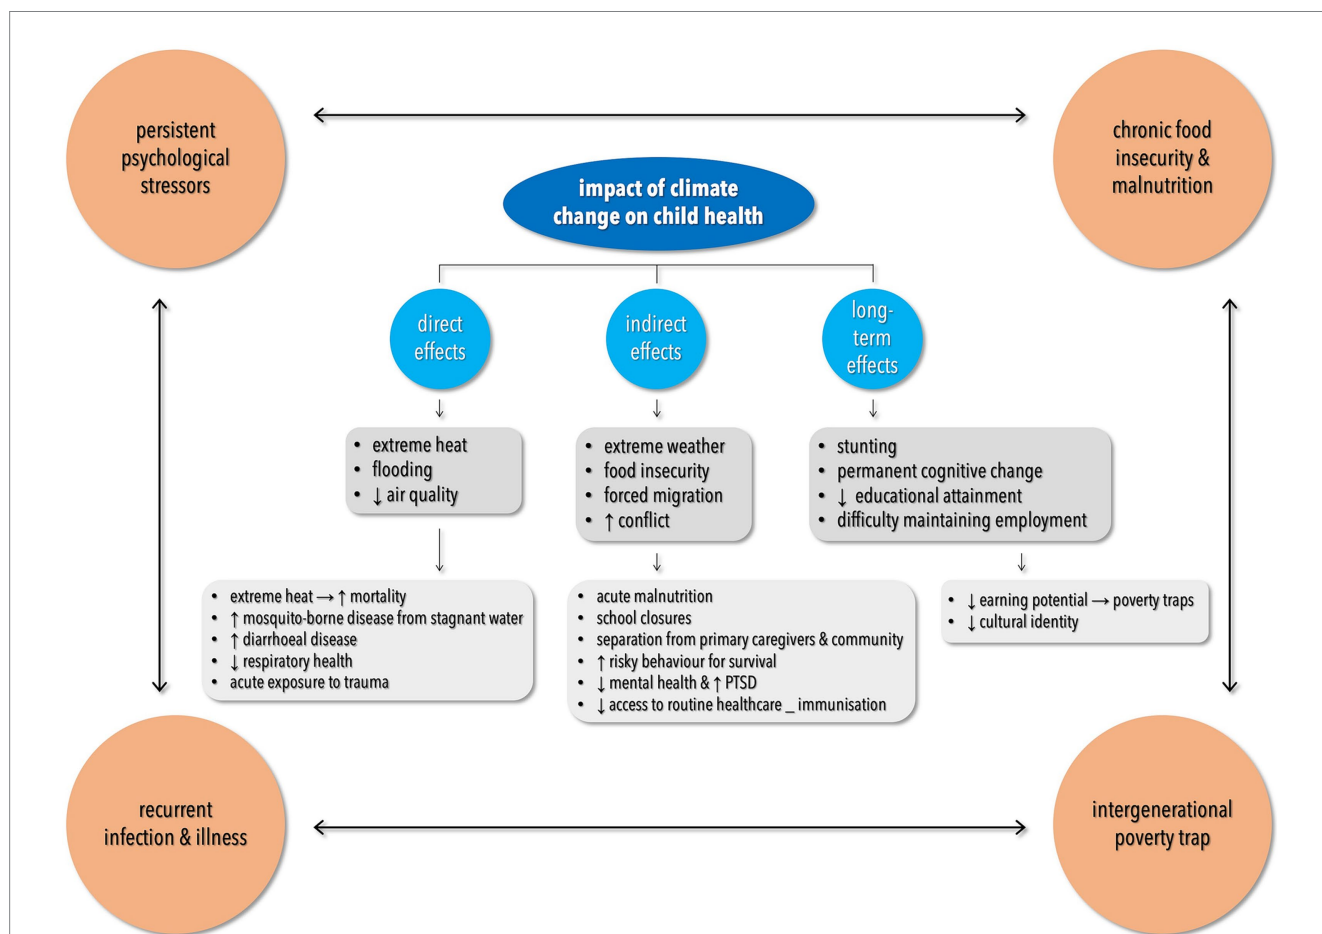 persistent
psychological
stressors
chronic food
insecurity &
malnutrition
impact of climate
change on child health
direct
effects
indirect
effects
long-
term
effects
• extreme heat
• flooding
• ↓ air quality
• extreme weather
• food insecurity
• forced migration
• ↑ conflict
• stunting
• permanent cognitive change
• ↓ educational attainment
• difficulty maintaining employment
• extreme heat → ↑ mortality
• ↑ mosquito-borne disease from stagnant water
• ↑ diarrhoeal disease
• ↓ respiratory health
• acute exposure to trauma
• acute malnutrition
• school closures
• separation from primary caregivers & community
• ↑ risky behaviour for survival
• ↓ mental health & ↑ PTSD
• ↓ access to routine healthcare _ immunisation
• ↓ earning potential → poverty traps
• ↓ cultural identity
recurrent
infection & illness
intergenerational
poverty trap